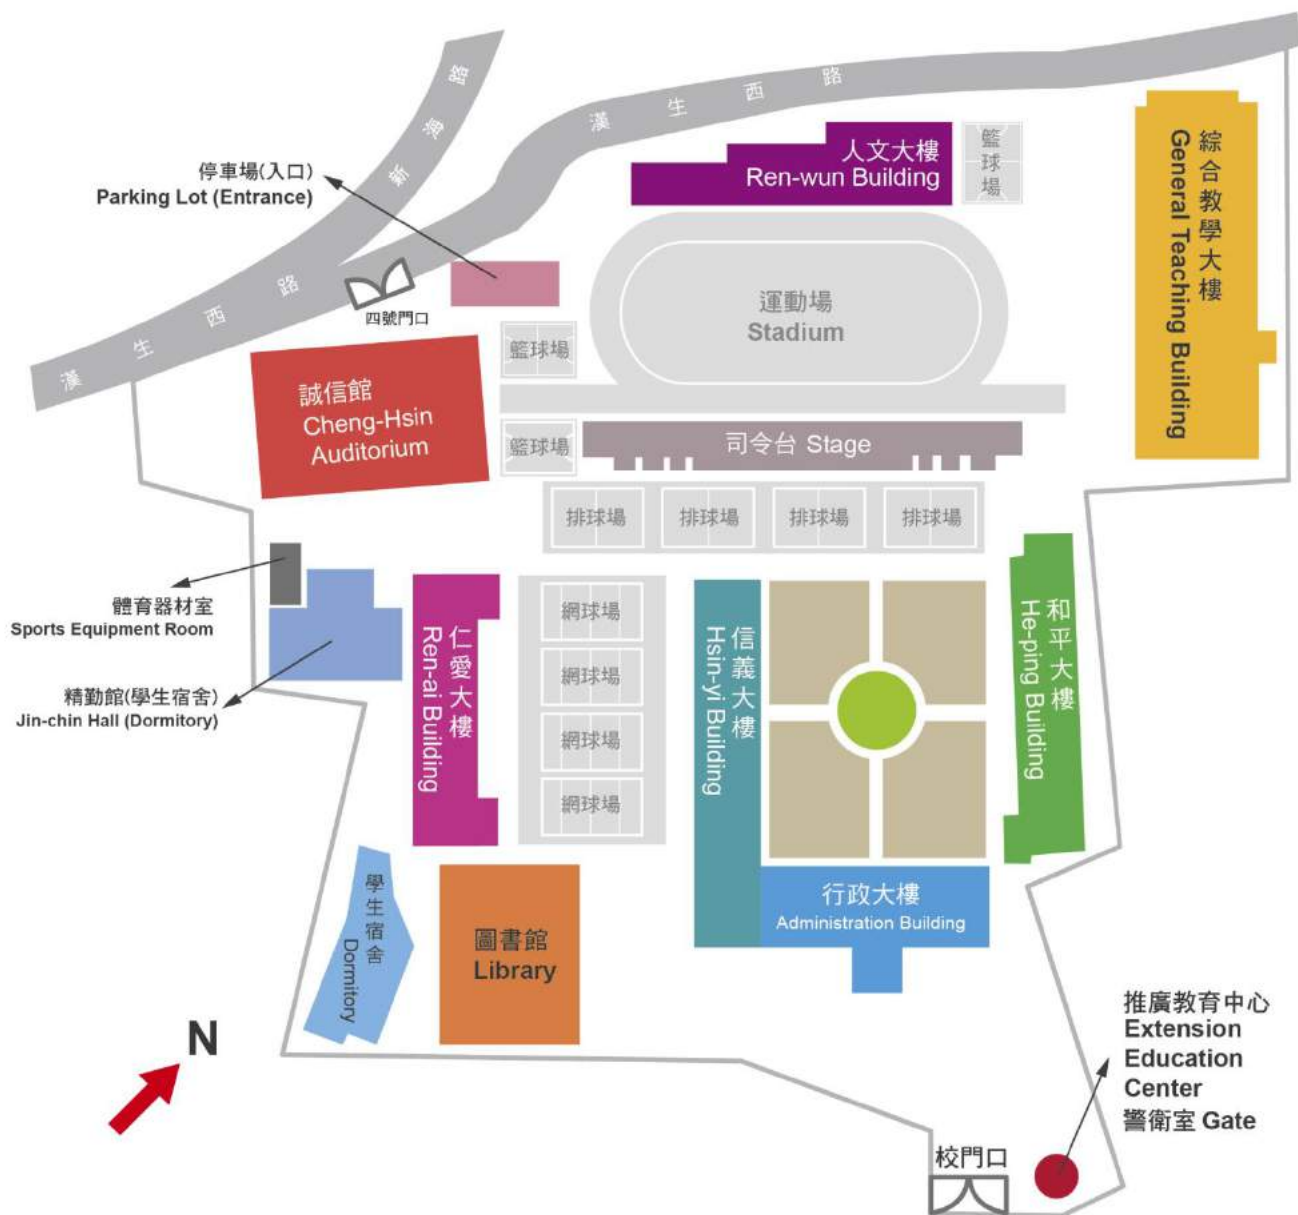 新海路
漢生西路
漢生西路
停車場(入口)
Parking Lot (Entrance)
四號門口
人文大樓
Ren-wun Building
籃球場
綜合教學大樓
General Teaching Building
運動場
Stadium
籃球場
誠信館
Cheng-Hsin
Auditorium
籃球場
司令台 Stage
排球場
排球場
排球場
排球場
體育器材室
Sports Equipment Room
精勤館(學生宿舍)
Jin-chin Hall (Dormitory)
仁愛大樓
Ren-ai Building
網球場
網球場
網球場
網球場
信義大樓
Hsin-yi Building
和平大樓
He-ping Building
學生宿舍
Dormitory
圖書館
Library
行政大樓
Administration Building
N
推廣教育中心
Extension
Education
Center
警衛室 Gate
校門口